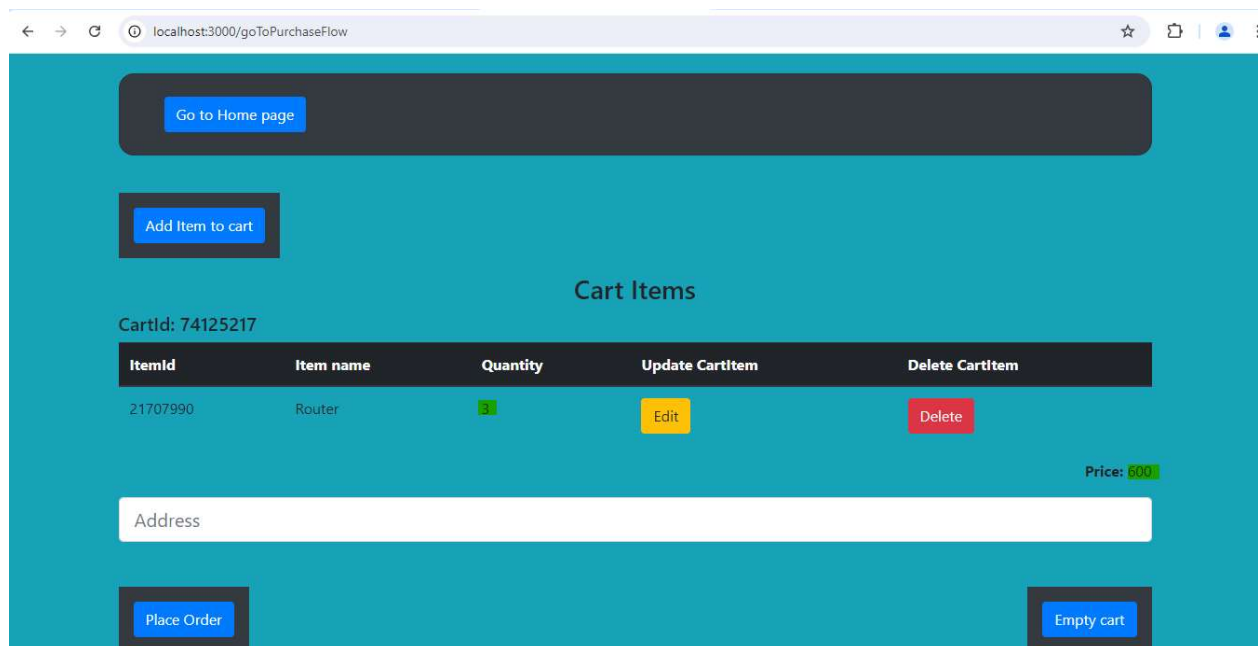 localhost:3000/goToPurchaseFlow
Go to Home page
Add Item to cart
Cart Items
CartId: 74125217
ItemId Item name Quantity Update CartItem Delete CartItem
21707990 Router 3 Edit Delete
Price: 600
Address
Place Order Empty cart